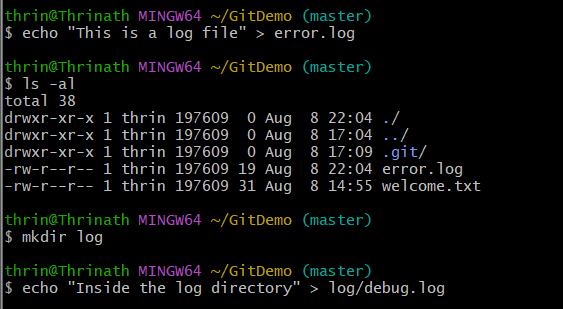 thrin@Thrinath MINGW64 ~/GitDemo (master)
$ echo "This is a log file" > error.log
thrin@Thrinath MINGW64 ~/GitDemo (master)
$ ls -al
total 38
drwxr-xr-x 1 thrin 197609  0 Aug  8 22:04 ./
drwxr-xr-x 1 thrin 197609  0 Aug  8 17:04 ../
drwxr-xr-x 1 thrin 197609  0 Aug  8 17:09 .git/
-rw-r--r-- 1 thrin 197609 19 Aug  8 22:04 error.log
-rw-r--r-- 1 thrin 197609 31 Aug  8 14:55 welcome.txt
thrin@Thrinath MINGW64 ~/GitDemo (master)
$ mkdir log
thrin@Thrinath MINGW64 ~/GitDemo (master)
$ echo "Inside the log directory" > log/debug.log